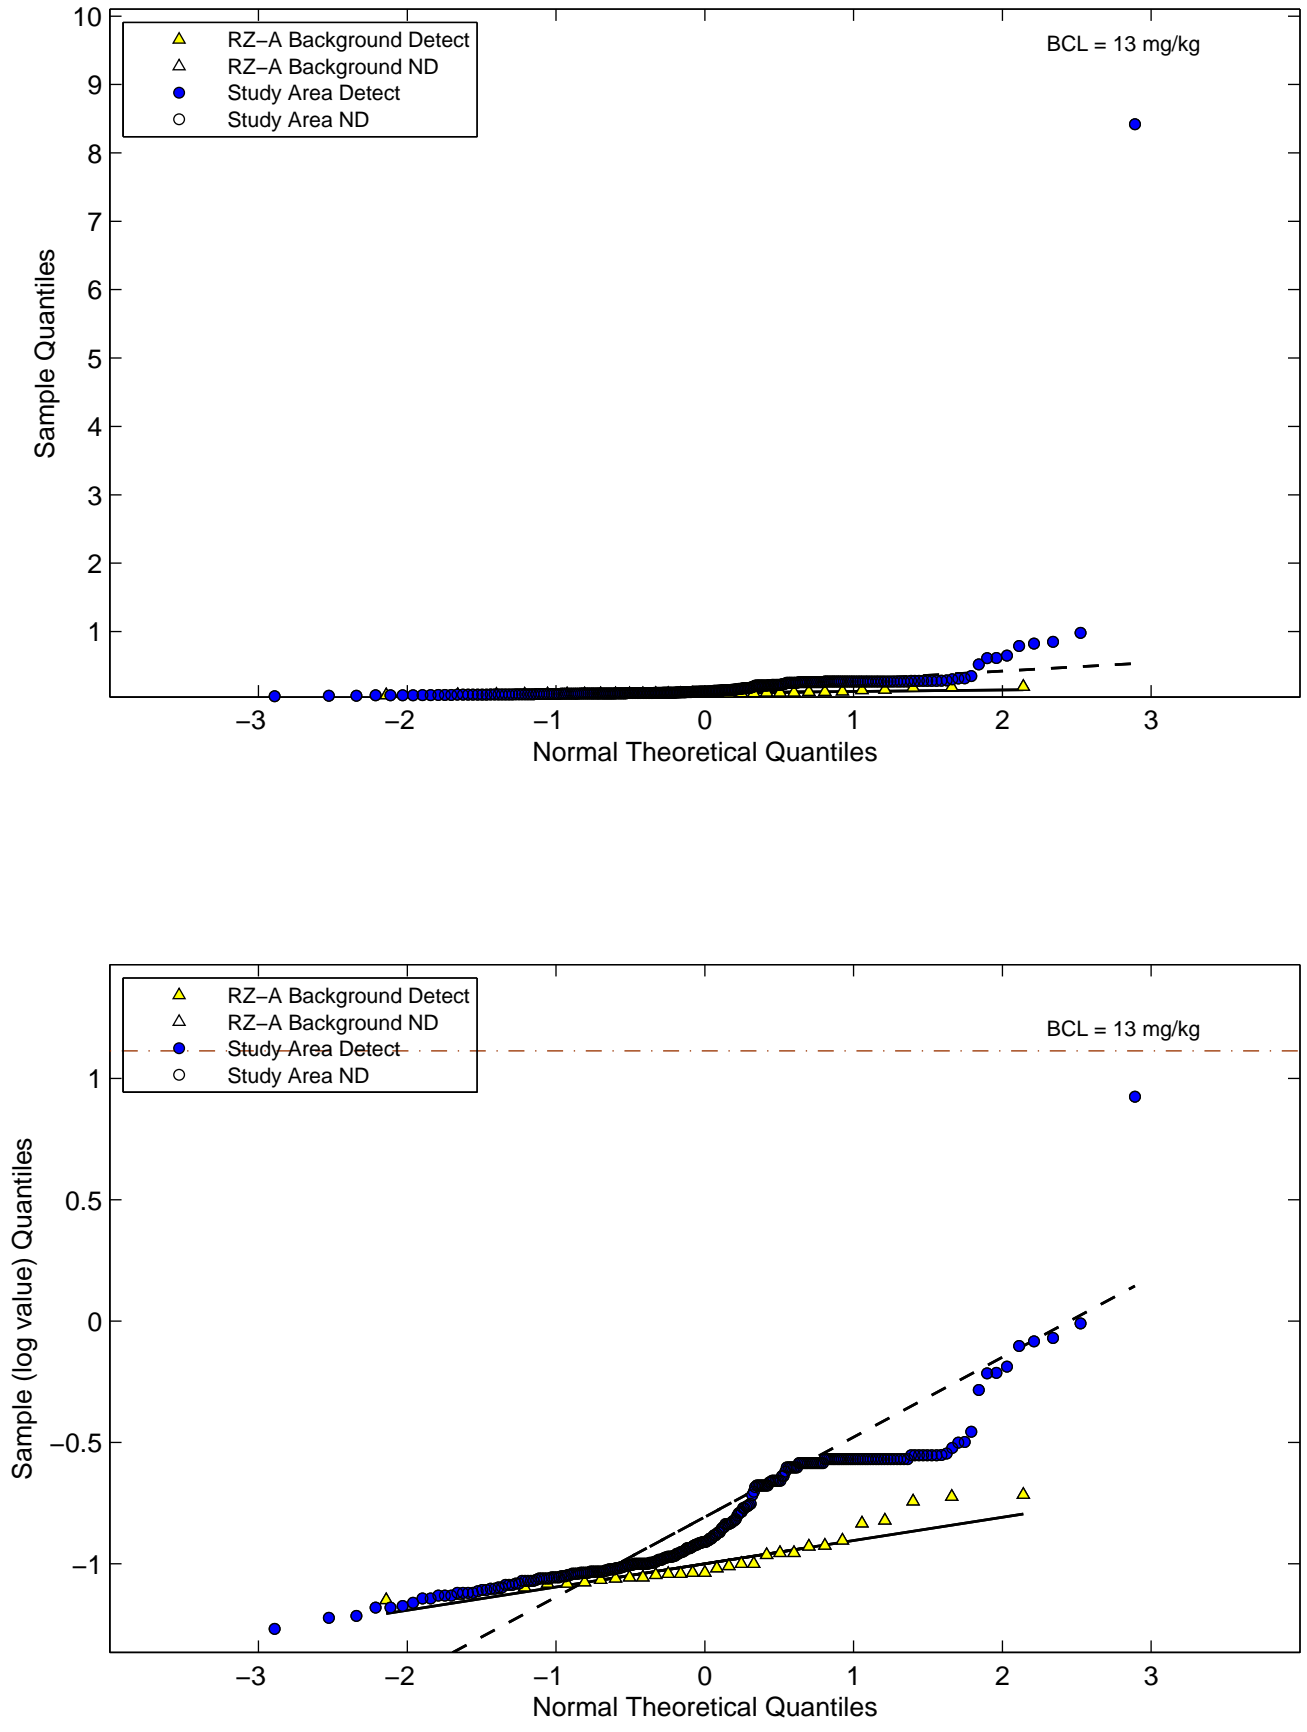 10
9
8
7
6
5
4
3
2
1
Sample Quantiles
RZ−A Background Detect
RZ−A Background ND
Study Area Detect
Study Area ND
BCL = 13 mg/kg
−3 −2 −1 0 1 2 3
Normal Theoretical Quantiles
1
0.5
0
−0.5
−1
Sample (log value) Quantiles
RZ−A Background Detect
RZ−A Background ND
Study Area Detect
Study Area ND
BCL = 13 mg/kg
−3 −2 −1 0 1 2 3
Normal Theoretical Quantiles